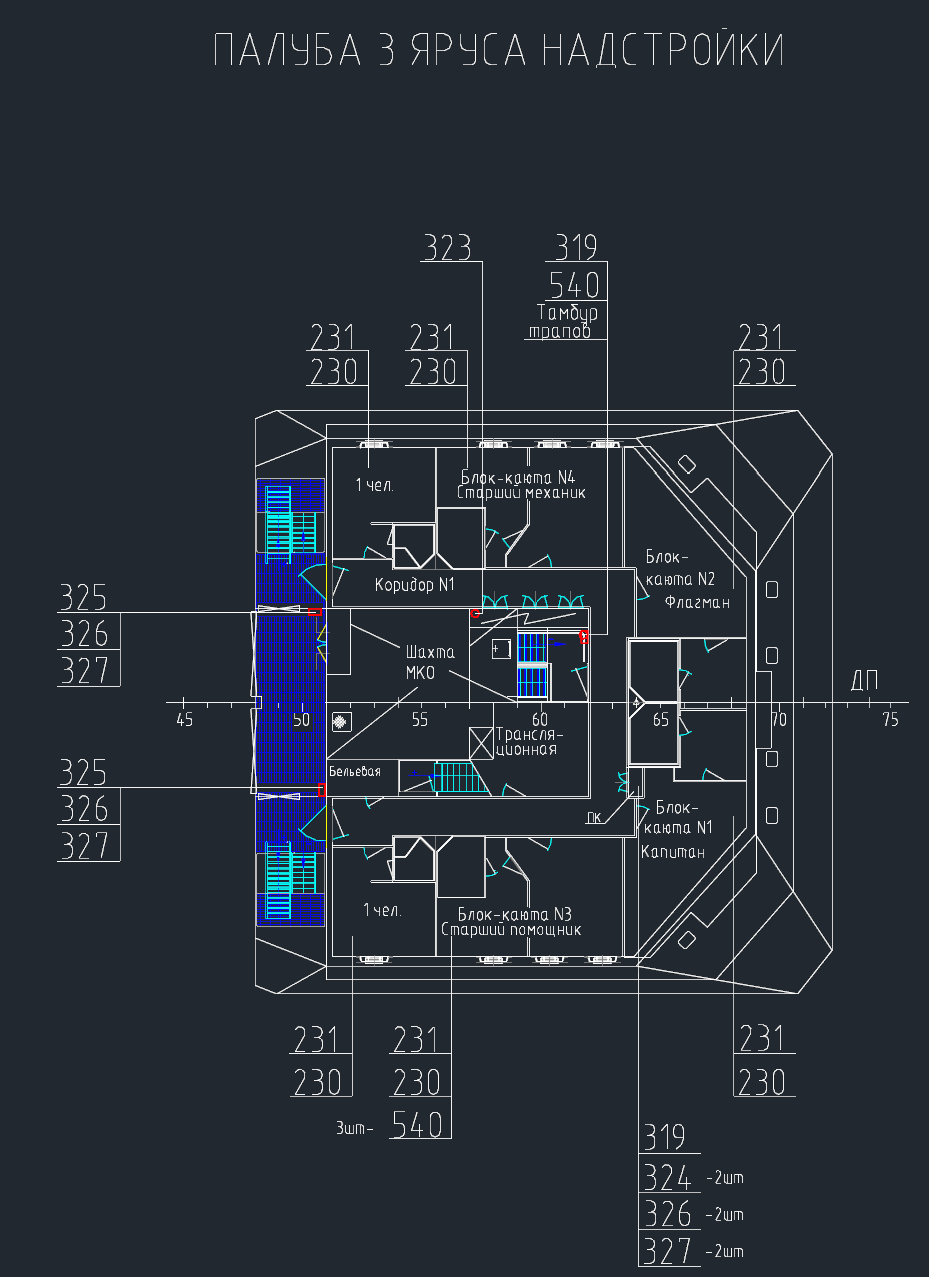 ПАЛУБА 3 ЯРУСА НАДСТРОЙКИ
323
319
540
Тамбур
трапов
231
230
231
230
231
230
1 чел.
Блок-каюта N4
Старший механик
Блок-
каюта N2
Флагман
Коридор N1
325
326
327
Шахта
МКО
ДП
45
50
55
60
65
70
75
Трансля-
ционная
Бельевая
325
326
327
Пк
Блок-
каюта N1
Капитан
1 чел.
Блок-каюта N3
Старший помощник
231
230
231
230
3шт-
540
231
230
319
324 -2шт
326 -2шт
327 -2шт